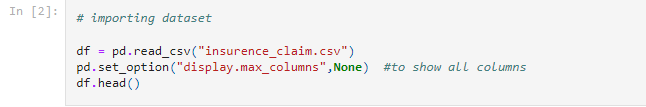 In [2]:
# importing dataset
df = pd.read_csv("insurence_claim.csv")
pd.set_option("display.max_columns",None)  #to show all columns
df.head()